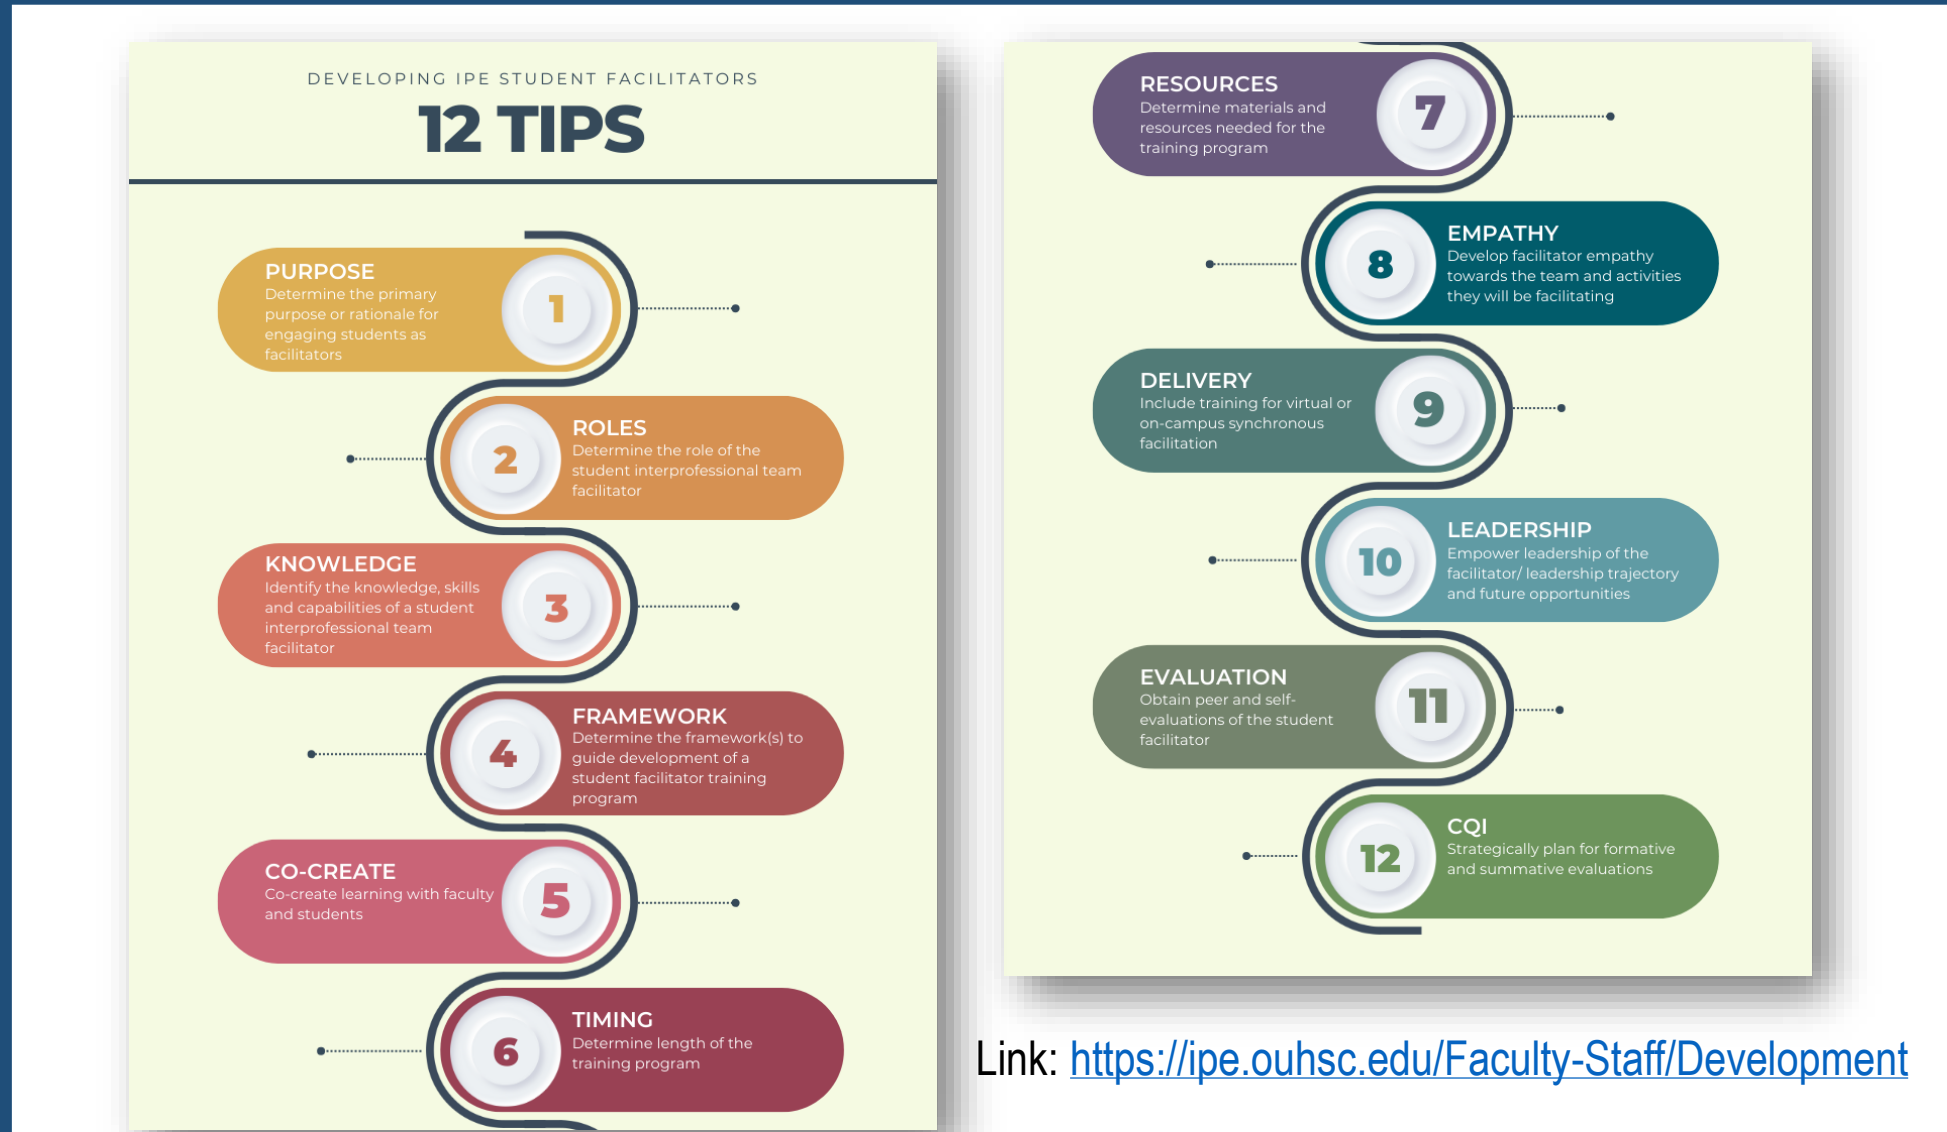 DEVELOPING IPE STUDENT FACILITATORS
12 TIPS
PURPOSE
Determine the primary
purpose or rationale for
engaging students as
facilitators
1
2
ROLES
Determine the role of the
student interprofessional team
facilitator
KNOWLEDGE
Identify the knowledge, skills
and capabilities of a student
interprofessional team
facilitator
3
4
FRAMEWORK
Determine the framework(s) to
guide development of a
student facilitator training
program
CO-CREATE
Co-create learning with faculty
and students
5
6
TIMING
Determine length of the
training program
RESOURCES
Determine materials and
resources needed for the
training program
7
8
EMPATHY
Develop facilitator empathy
towards the team and activities
they will be facilitating
DELIVERY
Include training for virtual or
on-campus synchronous
facilitation
9
10
LEADERSHIP
Empower leadership of the
facilitator/ leadership trajectory
and future opportunities
EVALUATION
Obtain peer and self-
evaluations of the student
facilitator
11
12
CQI
Strategically plan for formative
and summative evaluations
Link: https://ipe.ouhsc.edu/Faculty-Staff/Development